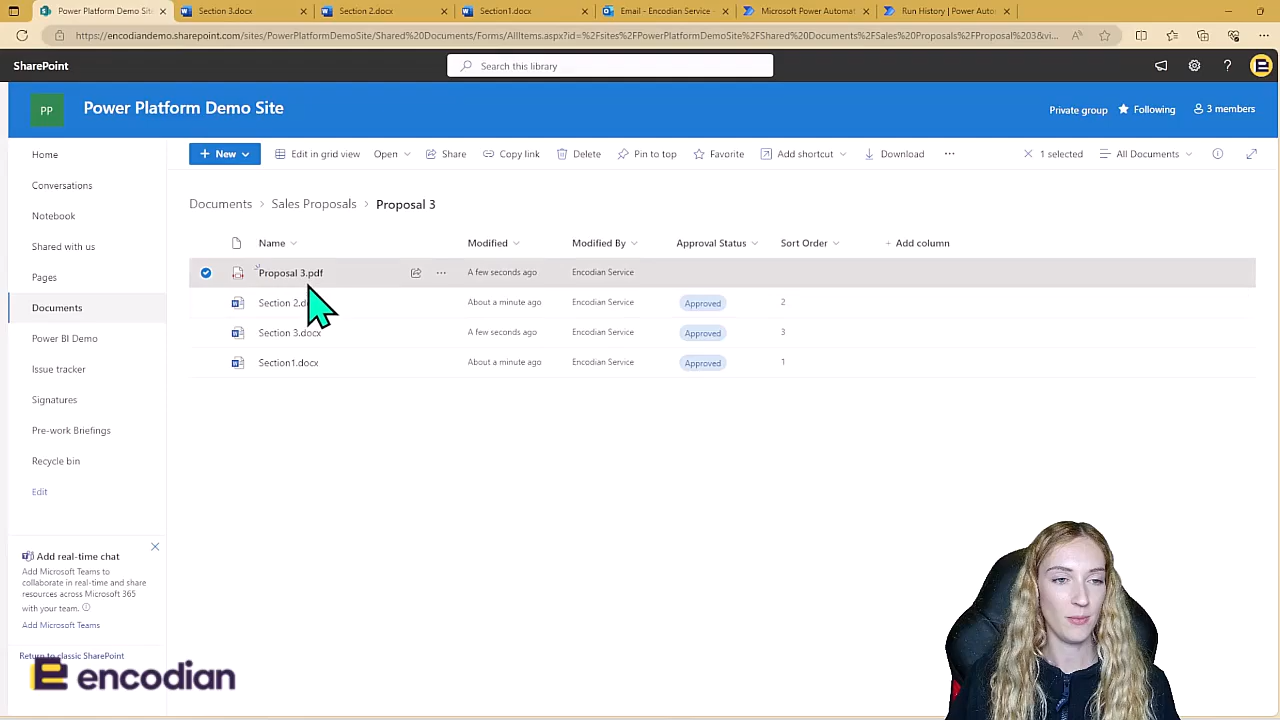 Power Platform Demo Sit
Section 3.docx
Section 2.docx
Section1.docx
Email – Encodian Service –
Microsoft Power Automat
Run History | Power Auto
https://encodiandemo.sharepoint.com/sites/PowerPlatformDemoSite/Shared%20Documents/Forms/AllItems.aspx?id=%2Fsites%2FPowerPlatformDemoSite%2FShared%20Documents%2FSales%20Proposals%2FProposal%203&vi...
SharePoint
Search this library
PP
Power Platform Demo Site
Private group
Following
3 members
Home
Conversations
Notebook
Shared with us
Pages
Documents
Power BI Demo
Issue tracker
Signatures
Pre-work Briefings
Recycle bin
Edit
+ New
Edit in grid view
Open
Share
Copy link
Delete
Pin to top
Favorite
Add shortcut
Download
1 selected
All Documents
Documents > Sales Proposals > Proposal 3
Name Modified Modified By Approval Status Sort Order + Add column
Proposal 3.pdf A few seconds ago Encodian Service
Section 2.d About a minute ago Encodian Service Approved 2
Section 3.docx A few seconds ago Encodian Service Approved 3
Section1.docx About a minute ago Encodian Service Approved 1
Add real-time chat
Add Microsoft Teams to
collaborate in real-time and share
resources across Microsoft 365
with your team.
Add Microsoft Teams
Return to classic SharePoint
encodian